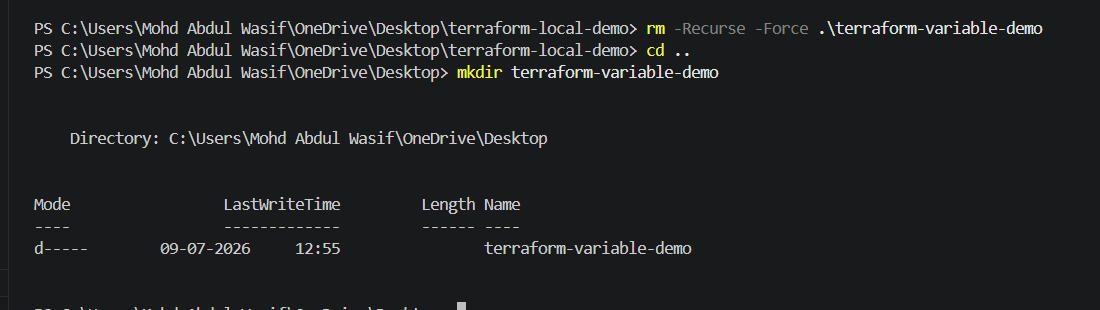 PS C:\Users\Mohd Abdul Wasif\OneDrive\Desktop\terraform-local-demo> rm -Recurse -Force .\terraform-variable-demo
PS C:\Users\Mohd Abdul Wasif\OneDrive\Desktop\terraform-local-demo> cd ..
PS C:\Users\Mohd Abdul Wasif\OneDrive\Desktop> mkdir terraform-variable-demo
Directory: C:\Users\Mohd Abdul Wasif\OneDrive\Desktop
Mode LastWriteTime Length Name
---- ------------- ------ ----
d----- 09-07-2026 12:55 terraform-variable-demo